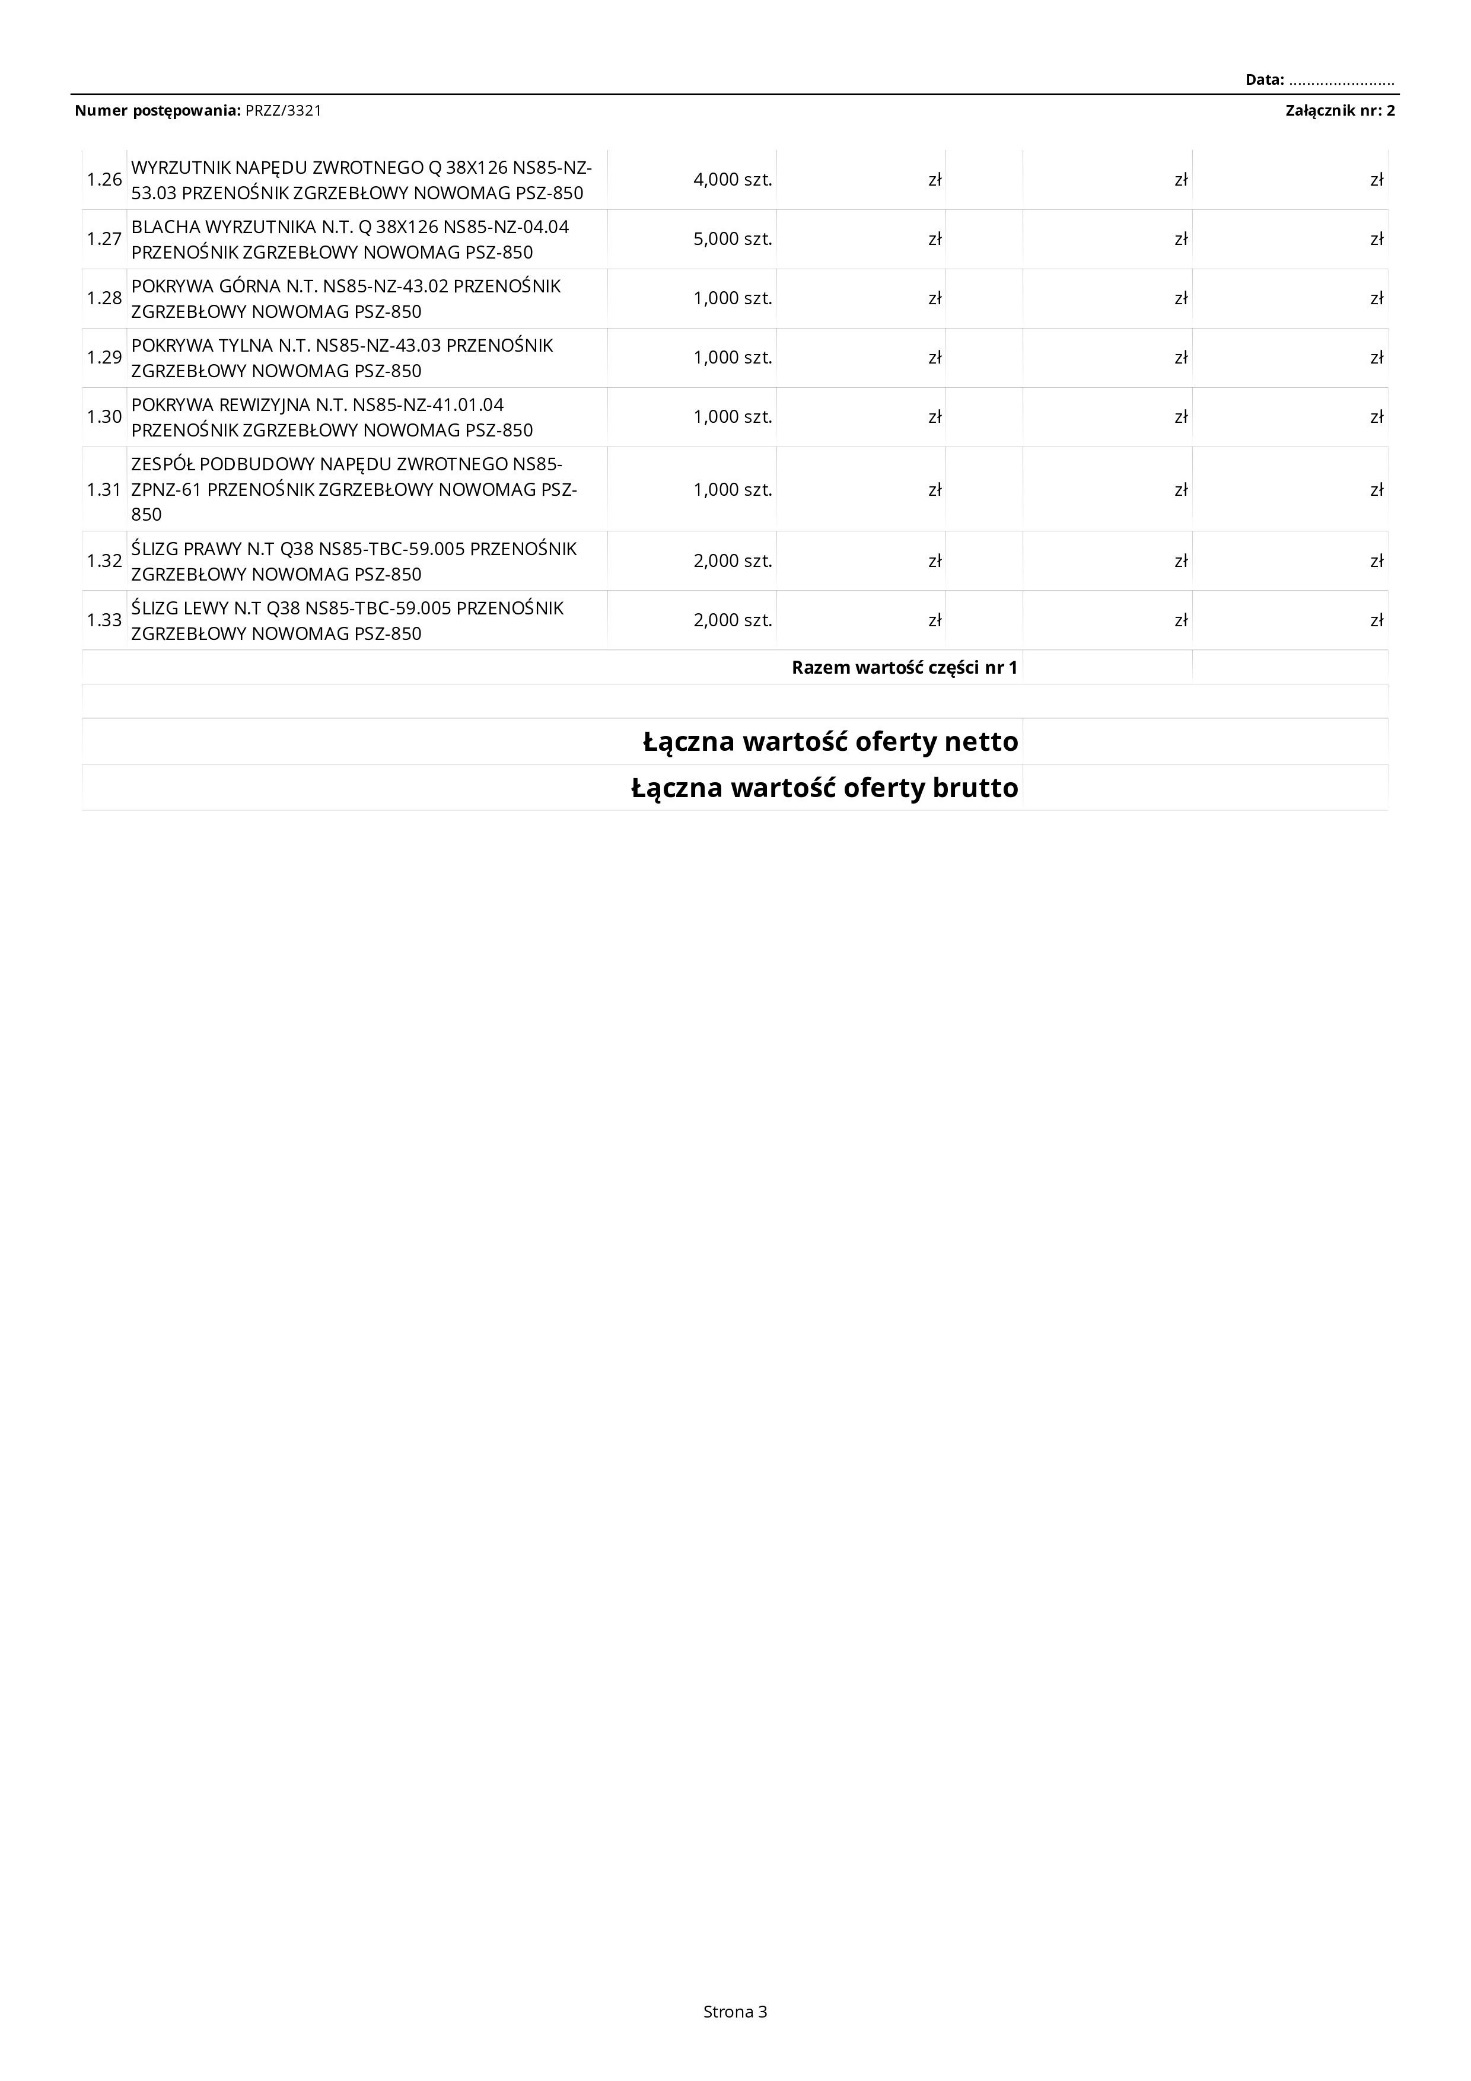 Data: ........................
Numer postępowania: PRZZ/3321 Załącznik nr: 2
WYRZUTNIK NAPĘDU ZWROTNEGO Q 38X126 NS85-NZ-
1.26 4,000 szt. zł zł zł
53.03 PRZENOŚNIK ZGRZEBŁOWY NOWOMAG PSZ-850
BLACHA WYRZUTNIKA N.T. Q 38X126 NS85-NZ-04.04
1.27 5,000 szt. zł zł zł
PRZENOŚNIK ZGRZEBŁOWY NOWOMAG PSZ-850
POKRYWA GÓRNA N.T. NS85-NZ-43.02 PRZENOŚNIK
1.28 1,000 szt. zł zł zł
ZGRZEBŁOWY NOWOMAG PSZ-850
POKRYWA TYLNA N.T. NS85-NZ-43.03 PRZENOŚNIK
1.29 1,000 szt. zł zł zł
ZGRZEBŁOWY NOWOMAG PSZ-850
POKRYWA REWIZYJNA N.T. NS85-NZ-41.01.04
1.30 1,000 szt. zł zł zł
PRZENOŚNIK ZGRZEBŁOWY NOWOMAG PSZ-850
ZESPÓŁ PODBUDOWY NAPĘDU ZWROTNEGO NS85-
1.31 ZPNZ-61 PRZENOŚNIK ZGRZEBŁOWY NOWOMAG PSZ- 1,000 szt. zł zł zł
850
ŚLIZG PRAWY N.T Q38 NS85-TBC-59.005 PRZENOŚNIK
1.32 2,000 szt. zł zł zł
ZGRZEBŁOWY NOWOMAG PSZ-850
ŚLIZG LEWY N.T Q38 NS85-TBC-59.005 PRZENOŚNIK
1.33 2,000 szt. zł zł zł
ZGRZEBŁOWY NOWOMAG PSZ-850
Razem wartość części nr 1
Łączna wartość oferty netto
Łączna wartość oferty brutto
Strona 3